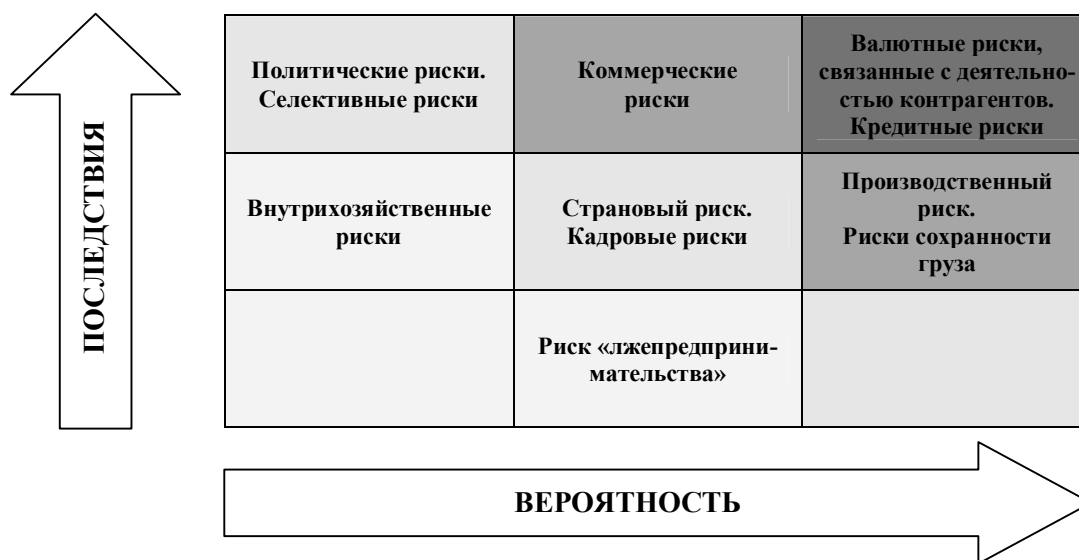 ПОСЛЕДСТВИЯ
Политические риски.
Селективные риски
Коммерческие
риски
Валютные риски,
связанные с деятельно-
стью контрагентов.
Кредитные риски
Внутрихозяйственные
риски
Страновый риск.
Кадровые риски
Производственный
риск.
Риски сохранности
груза
Риск «лжепредприни-
мательства»
ВЕРОЯТНОСТЬ